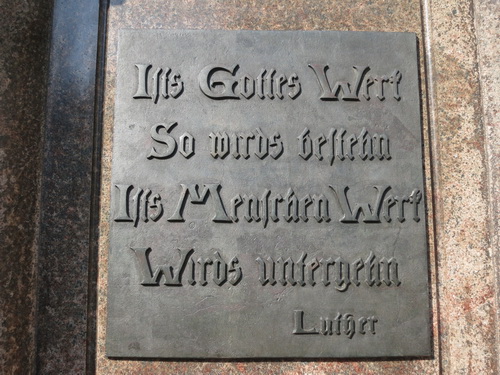 Ists Gottes Werk
So wirds bestehn
Ists Menschen Werk
Wirds untergehn
Luther